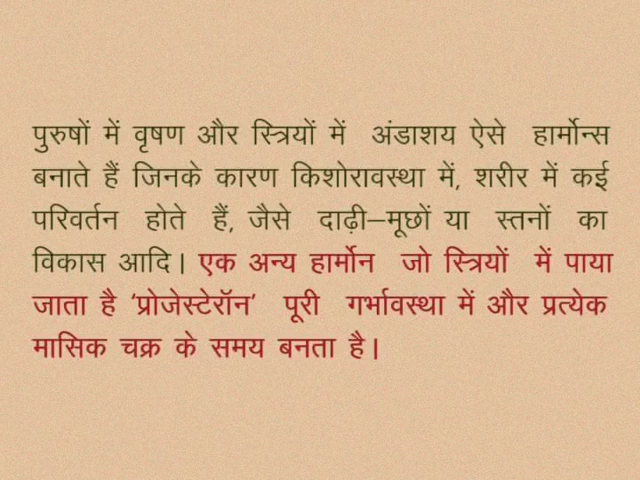 पुरुषों में वृषण और स्त्रियों में अंडाशय ऐसे हार्मोन्स
बनाते हैं जिनके कारण किशोरावस्था में, शरीर में कई
परिवर्तन होते हैं, जैसे दाढ़ी–मूछों या स्तनों का
विकास आदि। एक अन्य हार्मोन जो स्त्रियों में पाया
जाता है ‘प्रोजेस्टेरॉन’ पूरी गर्भावस्था में और प्रत्येक
मासिक चक्र के समय बनता है।